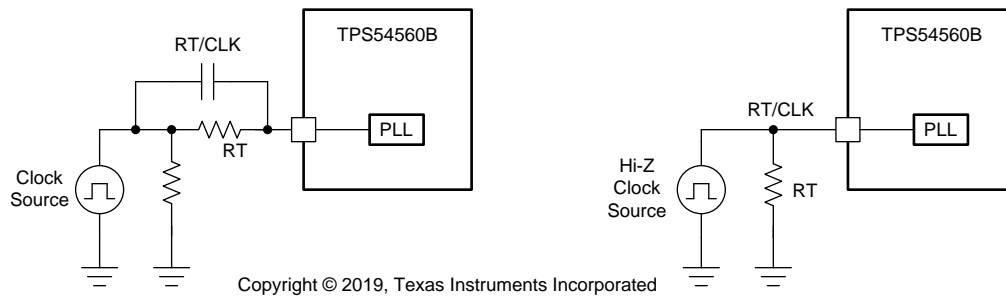 TPS54560B
RT/CLK
PLL
RT
Clock
Source
TPS54560B
RT/CLK
PLL
Hi-Z
Clock
Source
RT
Copyright © 2019, Texas Instruments Incorporated